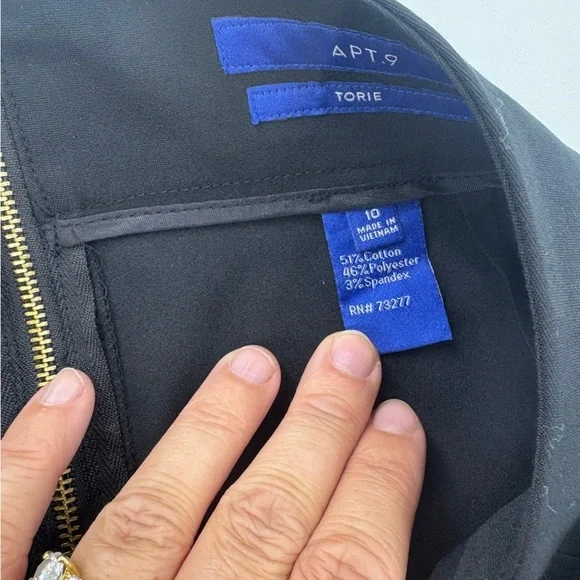 APT.9
TORIE
10
MADE IN
VIETNAM
51%Cotton
46%Polyester
3%Spandex
RN# 73277